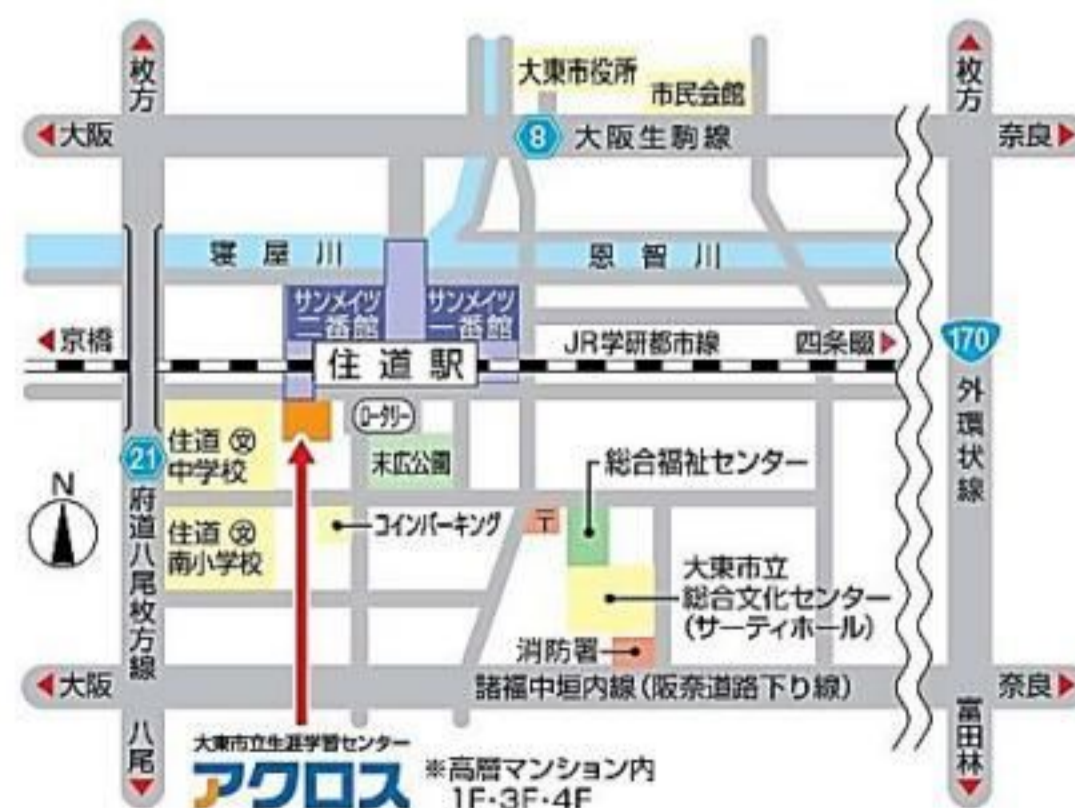 枚方
枚方
大東市役所
市民会館
大阪
8
大阪生駒線
奈良
寝屋川
恩智川
サンメイツ
二番館
サンメイツ
一番館
京橋
JR学研都市線
四条畷
170
住道駅
外環状線
ロータリー
住道 文
中学校
末広公園
21
総合福祉センター
N
府道八尾枚方線
住道 文
南小学校
コインパーキング
〒
大東市立
総合文化センター
(サーティホール)
消防署
大阪
諸福中垣内線(阪奈道路下り線)
奈良
八尾
富田林
大東市立生涯学習センター
アクロス
※高層マンション内
1F・3F・4F